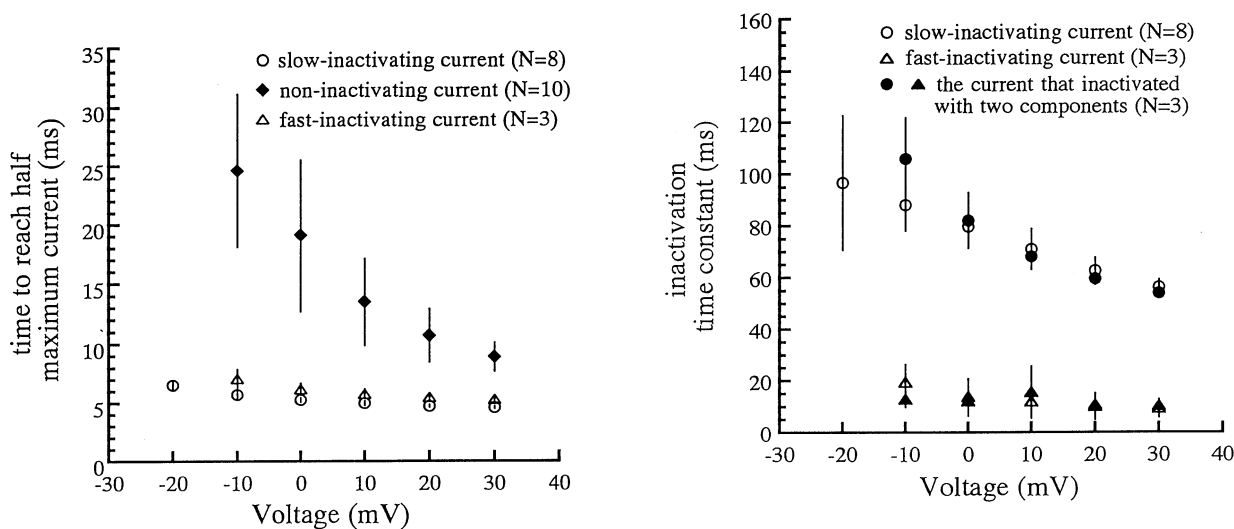 35
30
25
20
15
10
5
0
time to reach half
maximum current (ms)
slow-inactivating current (N=8)
non-inactivating current (N=10)
fast-inactivating current (N=3)
-30 -20 -10 0 10 20 30 40
Voltage (mV)
160
140
120
100
80
60
40
20
0
inactivation
time constant (ms)
slow-inactivating current (N=8)
fast-inactivating current (N=3)
the current that inactivated
with two components (N=3)
-30 -20 -10 0 10 20 30 40
Voltage (mV)